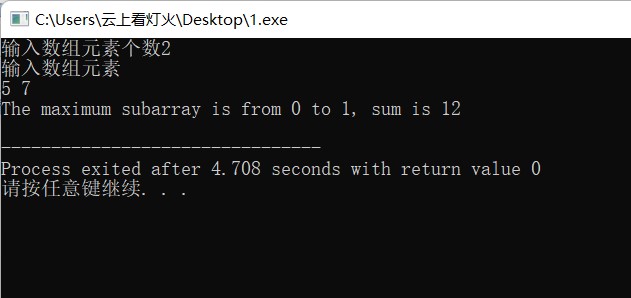 C:\Users\云上看灯火\Desktop\1.exe
输入数组元素个数2
输入数组元素
5 7
The maximum subarray is from 0 to 1, sum is 12
--------------------------------
Process exited after 4.708 seconds with return value 0
请按任意键继续. . .